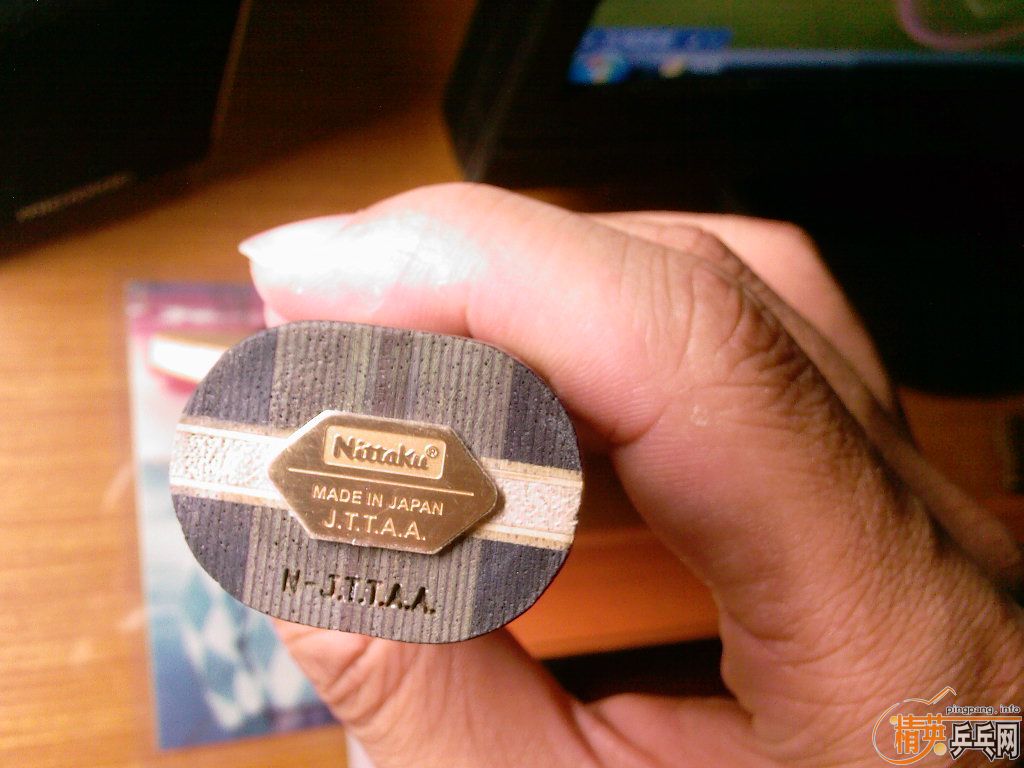 Nittaku®
MADE IN JAPAN
J.T.T.A.A.
N-J.T.T.A.A.
pingpang.info
精英乒乓网